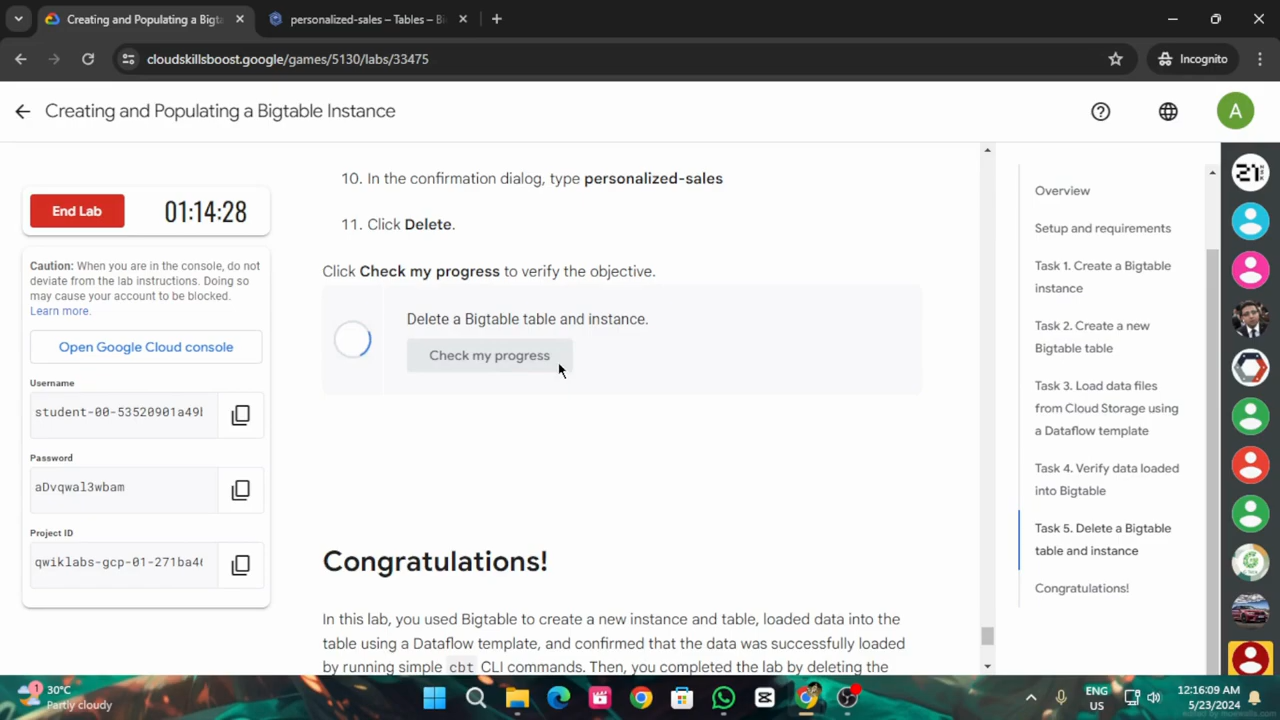 Creating and Populating a Bigta
personalized-sales – Tables – Bi
cloudskillsboost.google/games/5130/labs/33475
Incognito
Creating and Populating a Bigtable Instance
A
End Lab
01:14:28
Caution: When you are in the console, do not
deviate from the lab instructions. Doing so
may cause your account to be blocked.
Learn more.
Open Google Cloud console
Username
student-00-53520901a49b
Password
aDvqwal3wbam
Project ID
qwiklabs-gcp-01-271ba46
10. In the confirmation dialog, type personalized-sales
11. Click Delete.
Click Check my progress to verify the objective.
Delete a Bigtable table and instance.
Check my progress
Congratulations!
In this lab, you used Bigtable to create a new instance and table, loaded data into the
table using a Dataflow template, and confirmed that the data was successfully loaded
by running simple cbt CLI commands. Then, you completed the lab by deleting the
Overview
Setup and requirements
Task 1. Create a Bigtable
instance
Task 2. Create a new
Bigtable table
Task 3. Load data files
from Cloud Storage using
a Dataflow template
Task 4. Verify data loaded
into Bigtable
Task 5. Delete a Bigtable
table and instance
Congratulations!
1
30°C
Partly cloudy
ENG
US
12:16:09 AM
5/23/2024